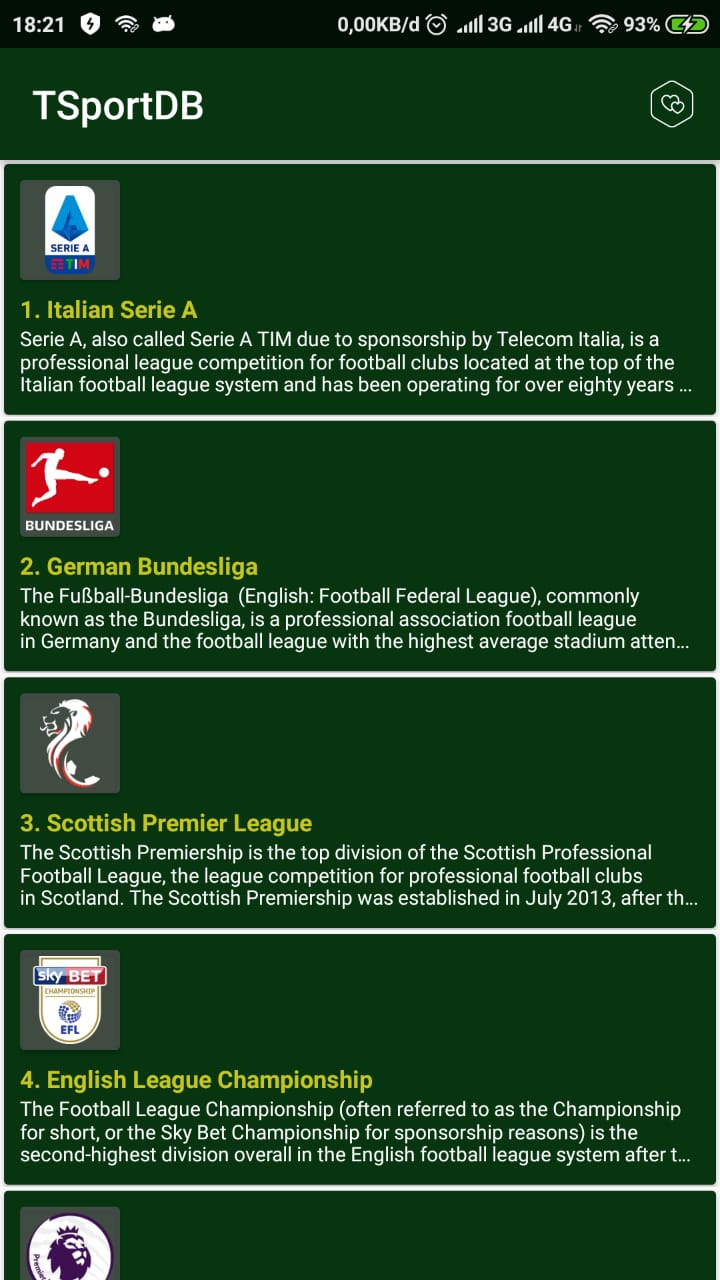 18:21 0,00KB/d 3G 4G 93%
TSportDB
SERIE A
TIM
1. Italian Serie A
Serie A, also called Serie A TIM due to sponsorship by Telecom Italia, is a
professional league competition for football clubs located at the top of the
Italian football league system and has been operating for over eighty years ...
BUNDESLIGA
2. German Bundesliga
The Fußball-Bundesliga  (English: Football Federal League), commonly
known as the Bundesliga, is a professional association football league
in Germany and the football league with the highest average stadium atten...
3. Scottish Premier League
The Scottish Premiership is the top division of the Scottish Professional
Football League, the league competition for professional football clubs
in Scotland. The Scottish Premiership was established in July 2013, after th...
sky BET
CHAMPIONSHIP
EFL
4. English League Championship
The Football League Championship (often referred to as the Championship
for short, or the Sky Bet Championship for sponsorship reasons) is the
second-highest division overall in the English football league system after t...